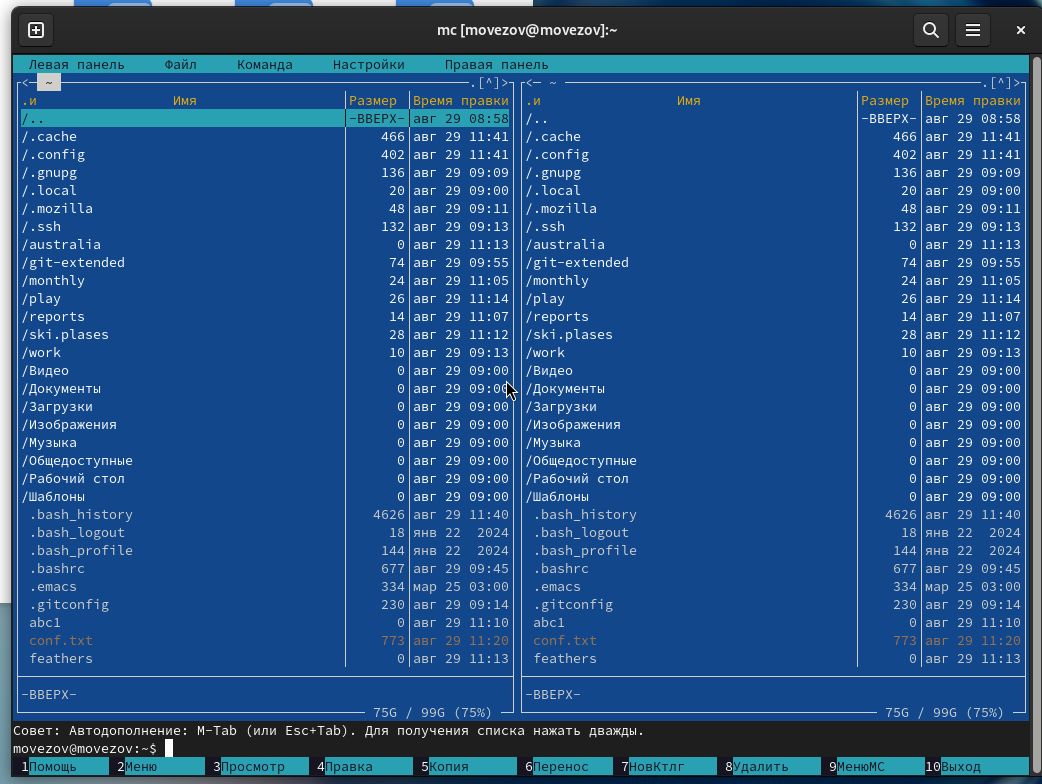 mc [movezov@movezov]:~
Левая панель Файл Команда Настройки Правая панель
<─ ~ .[^]> <─ ~ .[^]>
.и Имя Размер Время правки .и Имя Размер Время правки
/.. -ВВЕРХ- авг 29 08:58 /.. -ВВЕРХ- авг 29 08:58
/.cache 466 авг 29 11:41 /.cache 466 авг 29 11:41
/.config 402 авг 29 11:41 /.config 402 авг 29 11:41
/.gnupg 136 авг 29 09:09 /.gnupg 136 авг 29 09:09
/.local 20 авг 29 09:00 /.local 20 авг 29 09:00
/.mozilla 48 авг 29 09:11 /.mozilla 48 авг 29 09:11
/.ssh 132 авг 29 09:13 /.ssh 132 авг 29 09:13
/australia 0 авг 29 11:13 /australia 0 авг 29 11:13
/git-extended 74 авг 29 09:55 /git-extended 74 авг 29 09:55
/monthly 24 авг 29 11:05 /monthly 24 авг 29 11:05
/play 26 авг 29 11:14 /play 26 авг 29 11:14
/reports 14 авг 29 11:07 /reports 14 авг 29 11:07
/ski.plases 28 авг 29 11:12 /ski.plases 28 авг 29 11:12
/work 10 авг 29 09:13 /work 10 авг 29 09:13
/Видео 0 авг 29 09:00 /Видео 0 авг 29 09:00
/Документы 0 авг 29 09:00 /Документы 0 авг 29 09:00
/Загрузки 0 авг 29 09:00 /Загрузки 0 авг 29 09:00
/Изображения 0 авг 29 09:00 /Изображения 0 авг 29 09:00
/Музыка 0 авг 29 09:00 /Музыка 0 авг 29 09:00
/Общедоступные 0 авг 29 09:00 /Общедоступные 0 авг 29 09:00
/Рабочий стол 0 авг 29 09:00 /Рабочий стол 0 авг 29 09:00
/Шаблоны 0 авг 29 09:00 /Шаблоны 0 авг 29 09:00
.bash_history 4626 авг 29 11:40 .bash_history 4626 авг 29 11:40
.bash_logout 18 янв 22 2024 .bash_logout 18 янв 22 2024
.bash_profile 144 янв 22 2024 .bash_profile 144 янв 22 2024
.bashrc 677 авг 29 09:45 .bashrc 677 авг 29 09:45
.emacs 334 мар 25 03:00 .emacs 334 мар 25 03:00
.gitconfig 230 авг 29 09:14 .gitconfig 230 авг 29 09:14
abc1 0 авг 29 11:10 abc1 0 авг 29 11:10
conf.txt 773 авг 29 11:20 conf.txt 773 авг 29 11:20
feathers 0 авг 29 11:13 feathers 0 авг 29 11:13
-ВВЕРХ- -ВВЕРХ-
75G / 99G (75%) 75G / 99G (75%)
Совет: Автодополнение: M-Tab (или Esc+Tab). Для получения списка нажать дважды.
movezov@movezov:~$
1Помощь 2Меню 3Просмотр 4Правка 5Копия 6Перенос 7НовКтлг 8Удалить 9МенюМС 10Выход